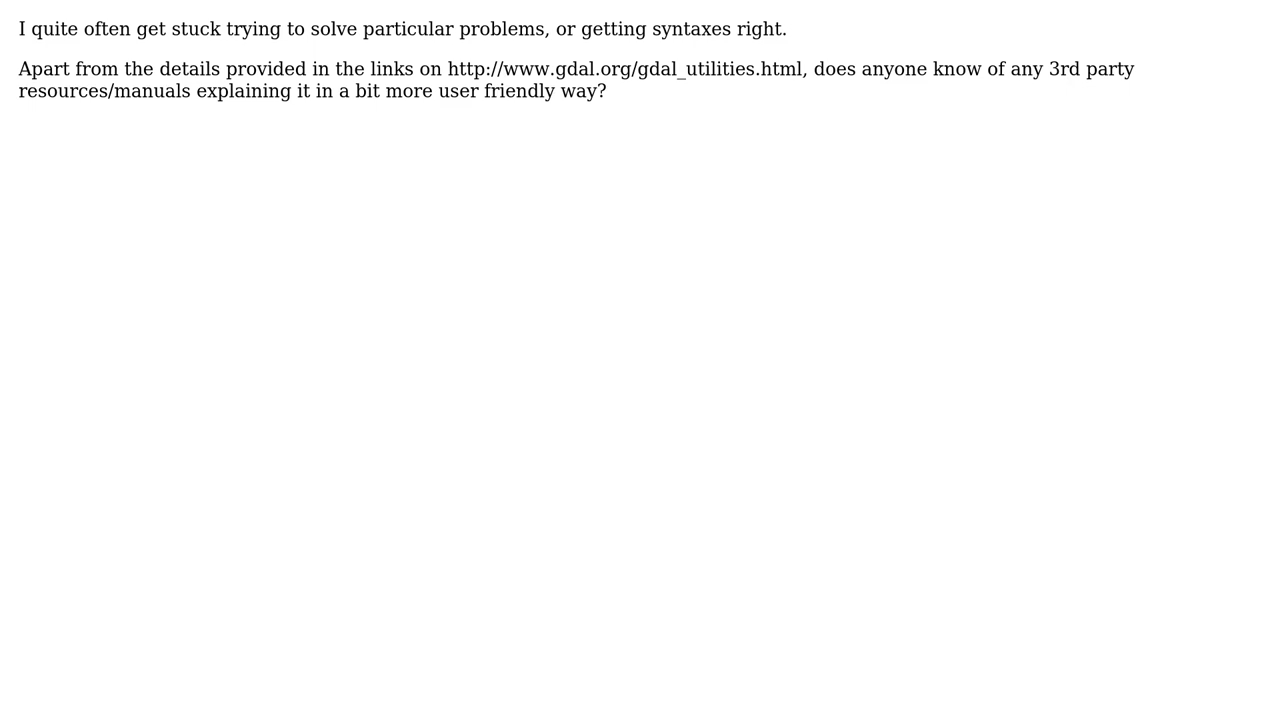 I quite often get stuck trying to solve particular problems, or getting syntaxes right.
Apart from the details provided in the links on http://www.gdal.org/gdal_utilities.html, does anyone know of any 3rd party
resources/manuals explaining it in a bit more user friendly way?